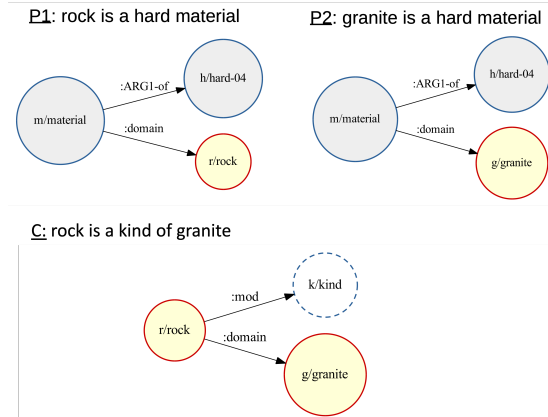 P1: rock is a hard material
P2: granite is a hard material
m/material
:ARG1-of
h/hard-04
:domain
r/rock
m/material
:ARG1-of
h/hard-04
:domain
g/granite
C: rock is a kind of granite
r/rock
:mod
k/kind
:domain
g/granite